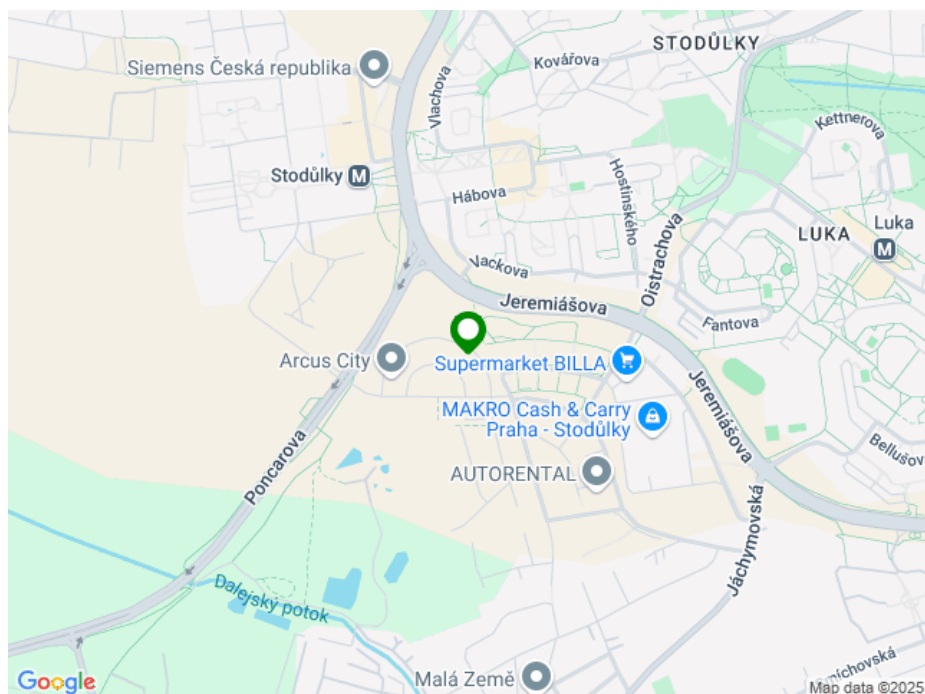 STODŮLKY
Kovářova
Siemens Česká republika
Vlachova
Kettnerova
Stodůlky M
Hábova
Hostinského
Oistrachova
LUKA
Luka
M
Vackova
Jeremiášova
Fantova
Arcus City
Supermarket BILLA
Jeremiášova
MAKRO Cash & Carry
Praha - Stodůlky
Bellušov
AUTORENTAL
Poncarova
Jáchymovská
Dalejský potok
Malá Země
Google
Map data ©2025